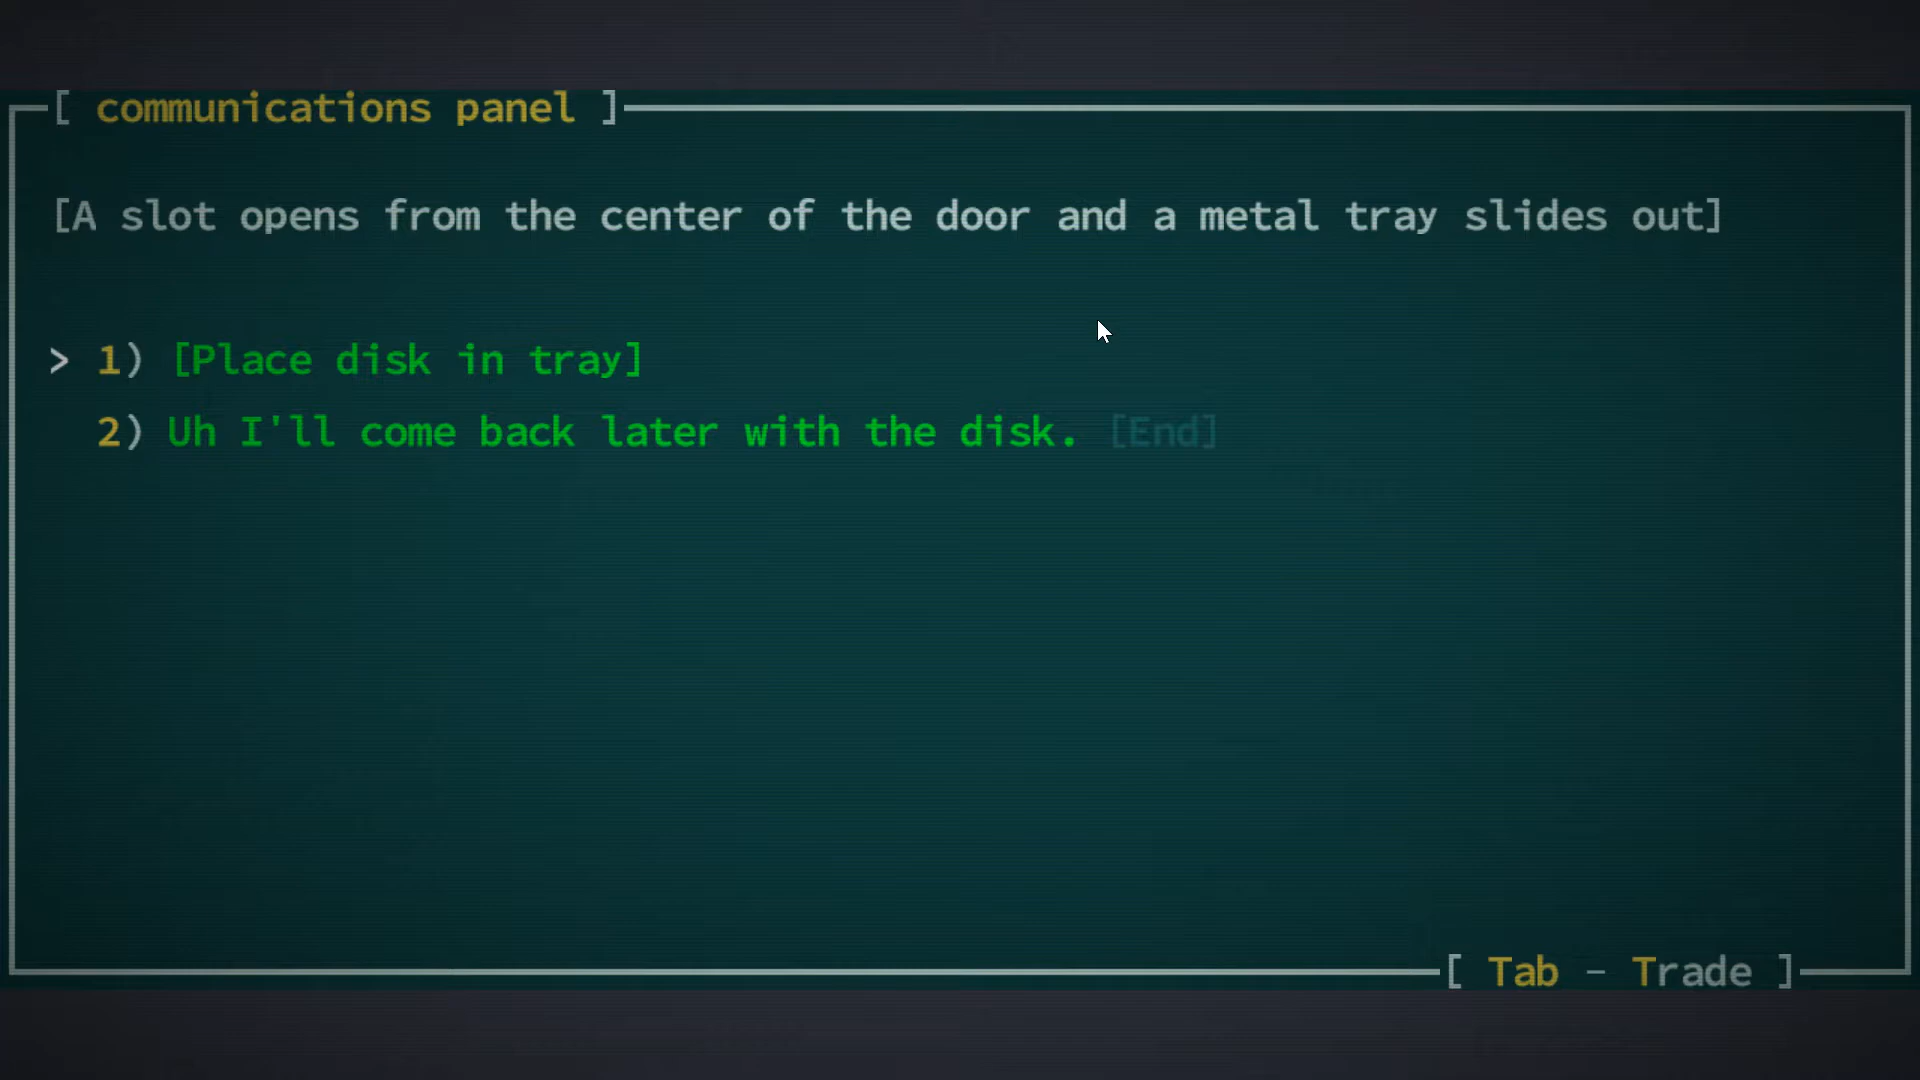 [ communications panel ]
[A slot opens from the center of the door and a metal tray slides out]
> 1) [Place disk in tray]
2) Uh I'll come back later with the disk. [End]
[ Tab – Trade ]